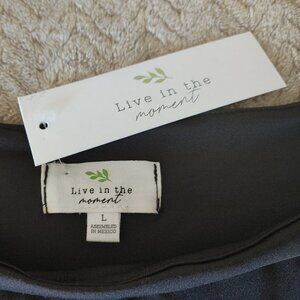 Live in the
moment
Live in the
moment
L
ASSEMBLED
IN MEXICO